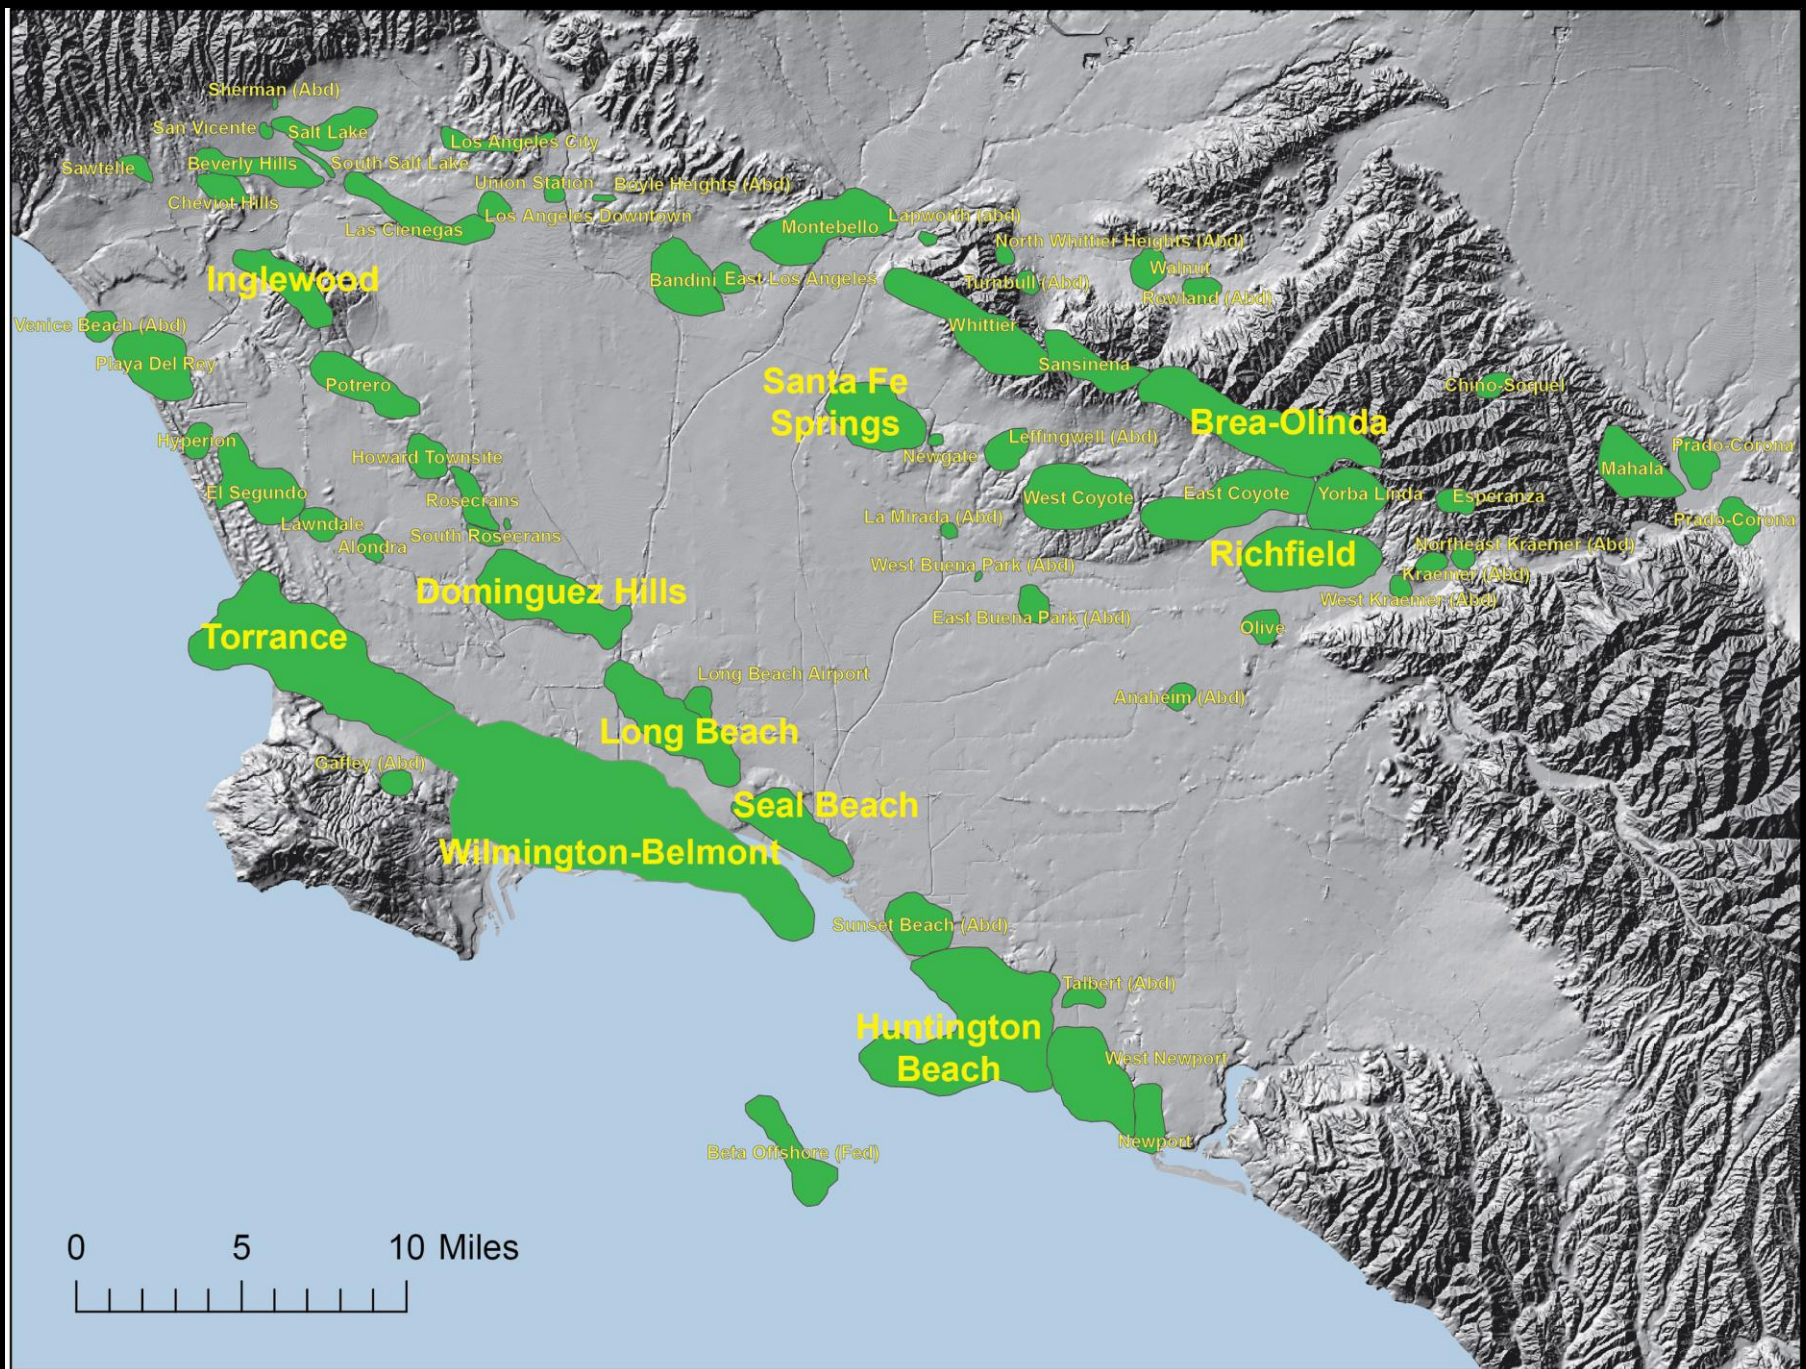 Sherman (Abd)
San Vicente
Salt Lake
Los Angeles City
Sawtelle
Beverly Hills
South Salt Lake
Union Station
Boyle Heights (Abd)
Cheviot Hills
Los Angeles Downtown
Las Cienegas
Montebello
Lapworth (abd)
North Whittier Heights (Abd)
Walnut
Inglewood
Bandini
East Los Angeles
Turnbull (Abd)
Rowland (Abd)
Venice Beach (Abd)
Whittier
Playa Del Rey
Sansinena
Potrero
Santa Fe
Springs
Chino-Soquel
Brea-Olinda
Hyperion
Leffingwell (Abd)
Prado-Corona
Howard Townsite
Newgate
Mahala
El Segundo
Rosecrans
West Coyote
East Coyote
Yorba Linda
Esperanza
Lawndale
La Mirada (Abd)
Prado-Corona
South Rosecrans
Alondra
Northeast Kraemer (Abd)
Richfield
West Buena Park (Abd)
Kraemer (Abd)
Dominguez Hills
West Kraemer (Abd)
East Buena Park (Abd)
Olive
Torrance
Long Beach Airport
Anaheim (Abd)
Long Beach
Gaffey (Abd)
Seal Beach
Wilmington-Belmont
Sunset Beach (Abd)
Talbert (Abd)
Huntington
Beach
West Newport
Newport
Beta Offshore (Fed)
0 5 10 Miles